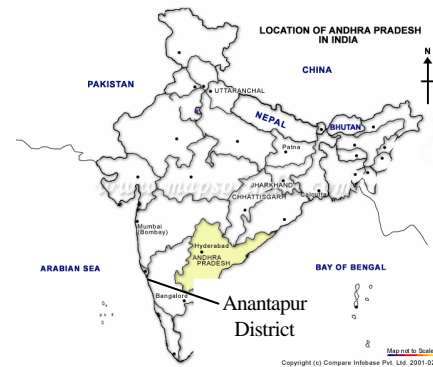 LOCATION OF ANDHRA PRADESH
IN INDIA
N
CHINA
PAKISTAN
UTTARANCHAL
NEPAL
BHUTAN
Patna
JHARKHAND
CHHATTISGARH
Calcutta
Mumbai
(Bombay)
Hyderabad
ANDHRA
PRADESH
ARABIAN SEA
BAY OF BENGAL
Bangalore
Anantapur
District
Map not to Scale
Copyright (c) Compare Infobase Pvt. Ltd. 2001-02